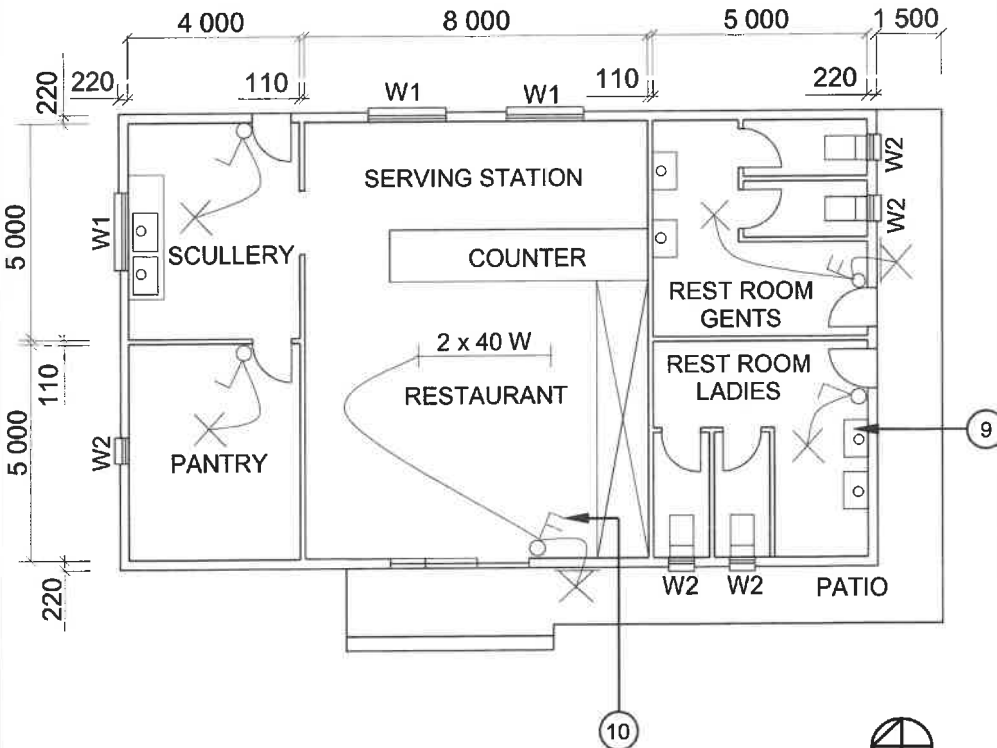 4 000
8 000
5 000
1 500
220
220
110
110
220
W1
W1
W2
W2
W1
W2
5 000
110
5 000
220
SERVING STATION
SCULLERY
COUNTER
REST ROOM
GENTS
2 x 40 W
RESTAURANT
REST ROOM
LADIES
9
PANTRY
W2
W2
PATIO
10